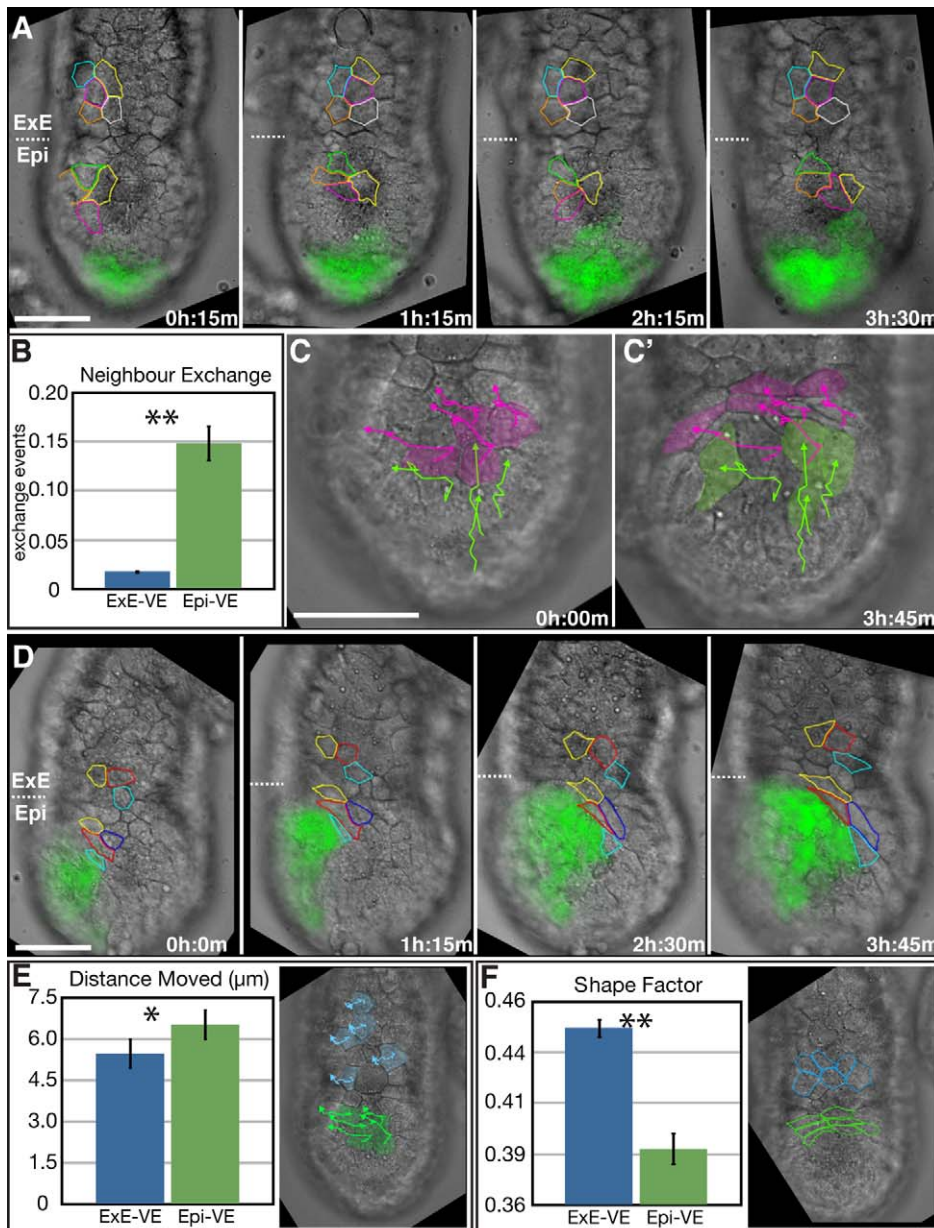 A
ExE
Epi
0h:15m
1h:15m
2h:15m
3h:30m
B
Neighbour Exchange
**
exchange events
0.20
0.15
0.10
0.05
0
ExE-VE
Epi-VE
C
0h:00m
C'
3h:45m
D
ExE
Epi
0h:0m
1h:15m
2h:30m
3h:45m
E
Distance Moved (µm)
*
7.5
6.0
4.5
3.0
1.5
0
ExE-VE
Epi-VE
F
Shape Factor
**
0.46
0.44
0.41
0.39
0.36
ExE-VE
Epi-VE